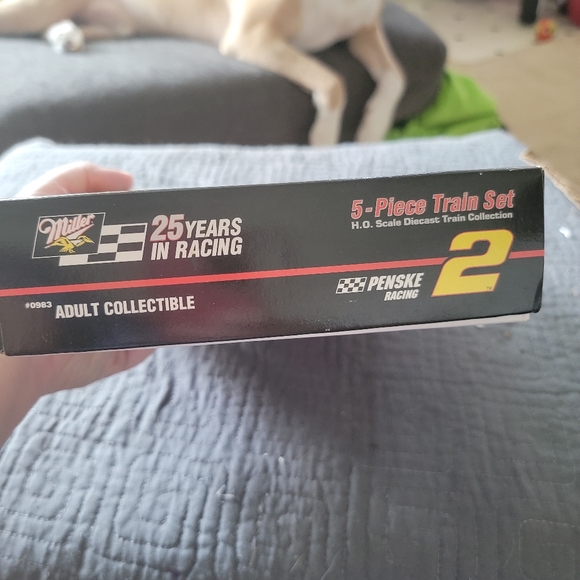 Miller
25 YEARS
IN RACING
5-Piece Train Set
H.O. Scale Diecast Train Collection
#0983 ADULT COLLECTIBLE
PENSKE
RACING
2